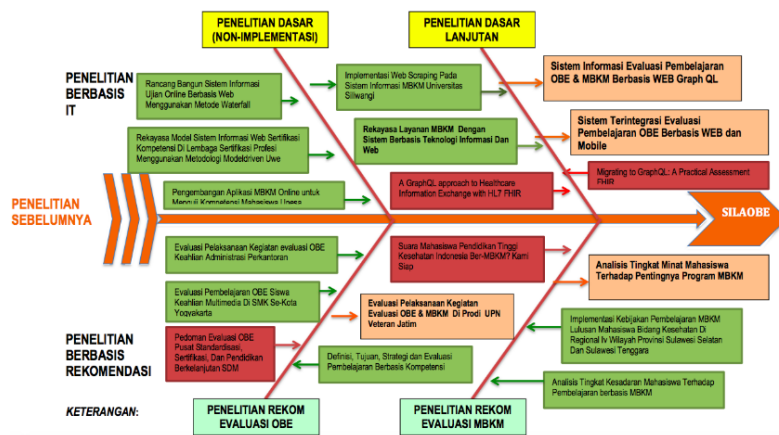 PENELITIAN DASAR
(NON-IMPLEMENTASI)
PENELITIAN DASAR
LANJUTAN
PENELITIAN
BERBASIS
IT
Rancang Bangun Sistem Informasi
Ujian Online Berbasis Web
Menggunakan Metode Waterfall
Implementasi Web Scraping Pada
Sistem Informasi MBKM Universitas
Siliwangi
Sistem Informasi Evaluasi Pembelajaran
OBE & MBKM Berbasis WEB Graph QL
Rekayasa Model Sistem Informasi Web Sertifikasi
Kompetensi Di Lembaga Sertifikasi Profesi
Menggunakan Metodologi Modeldriven Uwe
Rekayasa Layanan MBKM Dengan
Sistem Berbasis Teknologi Informasi Dan
Web
Sistem Terintegrasi Evaluasi
Pembelajaran OBE Berbasis WEB dan
Mobile
Pengembangan Aplikasi MBKM Online untuk
Menguji Kompetensi Mahasiswa Unesa
A GraphQL approach to Healthcare
Information Exchange with HL7 FHIR
Migrating to GraphQL: A Practical Assessment
FHIR
PENELITIAN
SEBELUMNYA
SILAOBE
Evaluasi Pelaksanaan Kegiatan evaluasi OBE
Keahlian Administrasi Perkantoran
Suara Mahasiswa Pendidikan Tinggi
Kesehatan Indonesia Ber-MBKM? Kami
Siap
Analisis Tingkat Minat Mahasiswa
Terhadap Pentingnya Program MBKM
Evaluasi Pembelajaran OBE Siswa
Keahlian Multimedia Di SMK Se-Kota
Yogyakarta
Evaluasi Pelaksanaan Kegiatan
Evaluasi OBE & MBKM Di Prodi UPN
Veteran Jatim
Implementasi Kebijakan Pembelajaran MBKM
Lulusan Mahasiswa Bidang Kesehatan Di
Regional Iv Wilayah Provinsi Sulawesi Selatan
Dan Sulawesi Tenggara
PENELITIAN
BERBASIS
REKOMENDASI
Pedoman Evaluasi OBE
Pusat Standardisasi,
Sertifikasi, Dan Pendidikan
Berkelanjutan SDM
Definisi, Tujuan, Strategi dan Evaluasi
Pembelajaran Berbasis Kompetensi
Analisis Tingkat Kesadaran Mahasiswa Terhadap
Pembelajaran berbasis MBKM
KETERANGAN:
PENELITIAN REKOM
EVALUASI OBE
PENELITIAN REKOM
EVALUASI MBKM